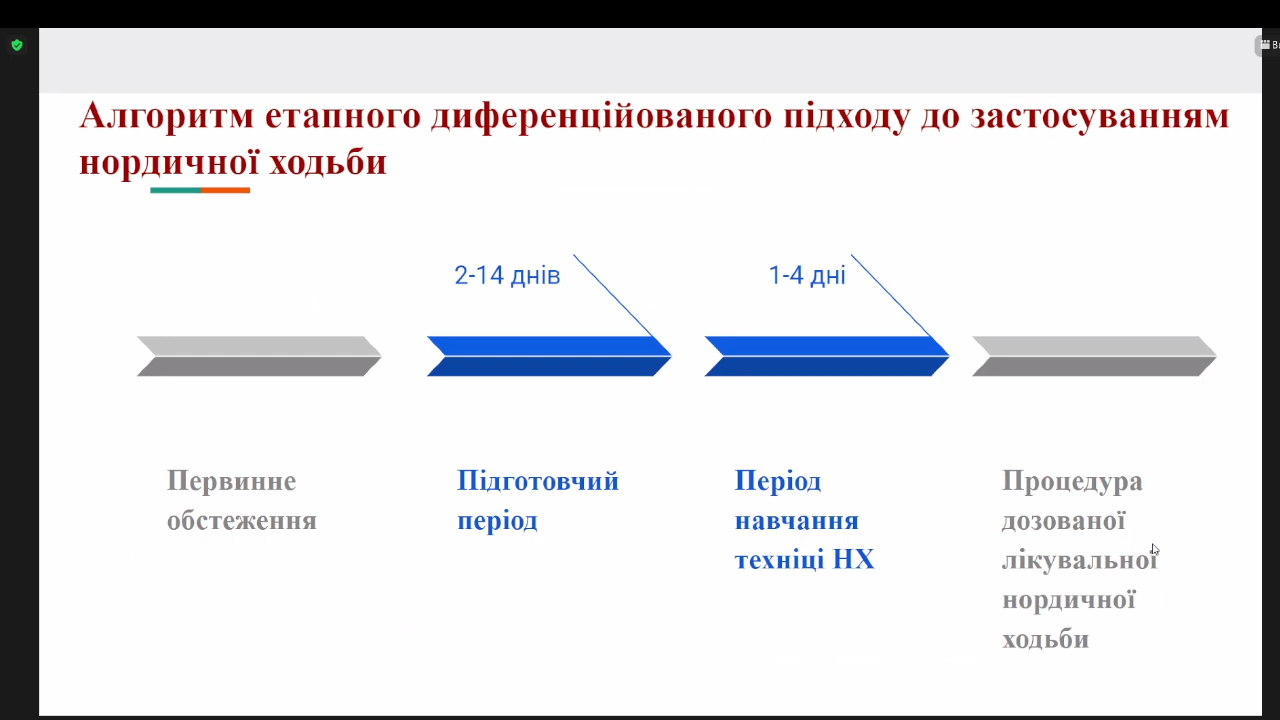 Алгоритм етапного диференційованого підходу до застосуванням
нордичної ходьби
2-14 днів
1-4 дні
Первинне
обстеження
Підготовчий
період
Період
навчання
техніці НХ
Процедура
дозованої
лікувальної
нордичної
ходьби